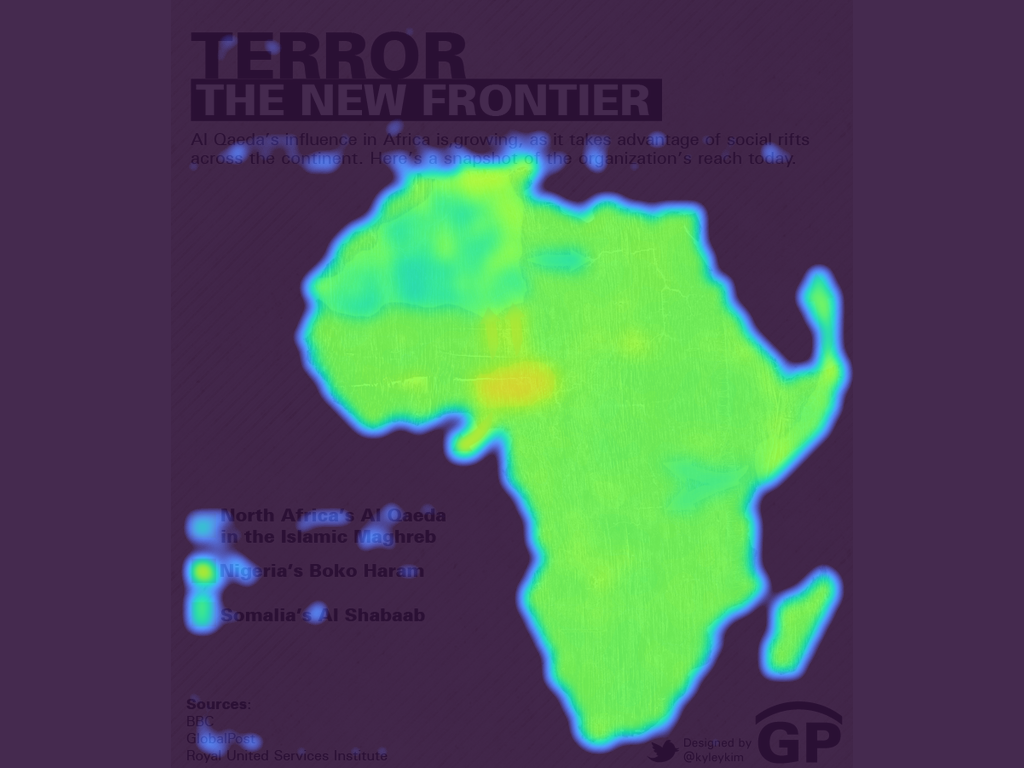 TERROR
THE NEW FRONTIER
Al Qaeda's influence in Africa is growing, as it takes advantage of social rifts
across the continent. Here's a snapshot of the organization's reach today.
North Africa's Al Qaeda
in the Islamic Maghreb
Nigeria's Boko Haram
Somalia's Al Shabaab
Sources:
BBC
GlobalPost
Royal United Services Institute
Designed by
@kyleykim
GP